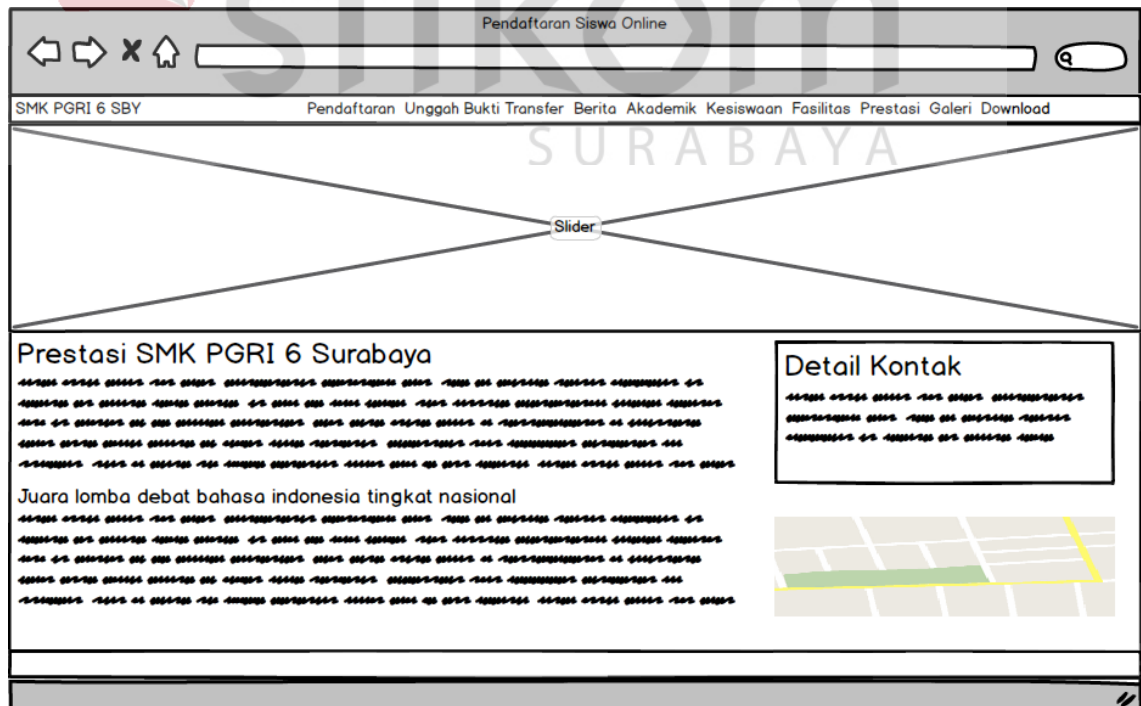 stikom
Pendaftaran Siswa Online
SMK PGRI 6 SBY Pendaftaran Unggah Bukti Transfer Berita Akademik Kesiswaan Fasilitas Prestasi Galeri Download
SURABAYA
Slider
Prestasi SMK PGRI 6 Surabaya
Juara lomba debat bahasa indonesia tingkat nasional
Detail Kontak